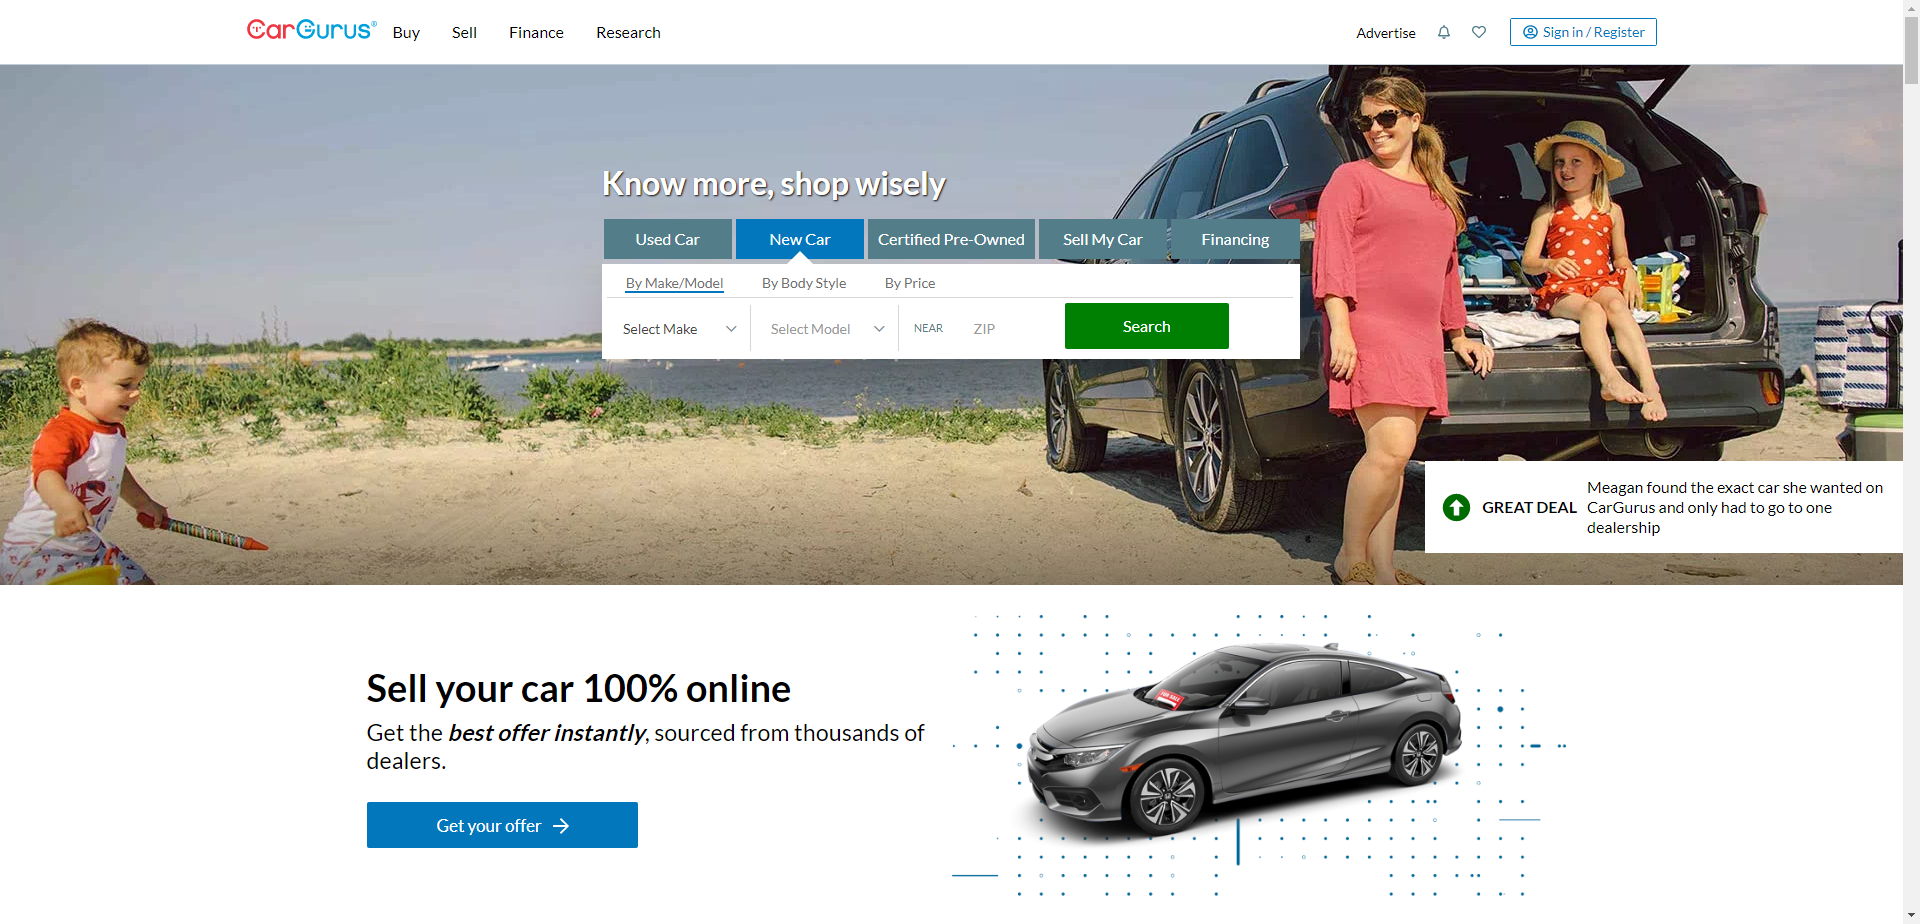 CarGurus®
Buy
Sell
Finance
Research
Advertise
Sign in / Register
Know more, shop wisely
Used Car
New Car
Certified Pre-Owned
Sell My Car
Financing
By Make/Model
By Body Style
By Price
Select Make
Select Model
NEAR
ZIP
Search
GREAT DEAL
Meagan found the exact car she wanted on
CarGurus and only had to go to one
dealership
Sell your car 100% online
Get the best offer instantly, sourced from thousands of
dealers.
FOR SALE
Get your offer